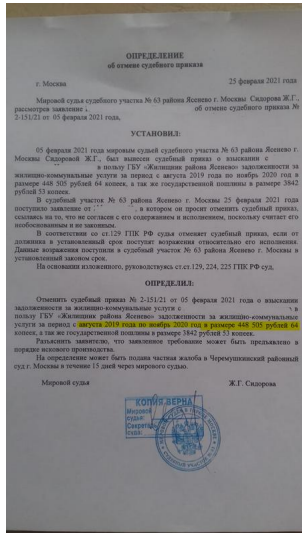 ОПРЕДЕЛЕНИЕ
об отмене судебного приказа
г. Москва 25 февраля 2021 года
Мировой судья судебного участка № 63 района Ясенево г. Москвы Сидорова Ж.Г.,
рассмотрев заявление об отмене судебного приказа №
2-151/21 от 05 февраля 2021 года,
УСТАНОВИЛ:
05 февраля 2021 года мировым судьей судебного участка № 63 района Ясенево г.
Москвы Сидоровой Ж.Г., был вынесен судебный приказ о взыскании с
в пользу ГБУ «Жилищник района Ясенево» задолженности за
жилищно-коммунальные услуги за период с августа 2019 года по ноябрь 2020 год в
размере 448 505 рублей 64 копеек, а так же государственной пошлины в размере 3842
рублей 53 копеек.
В судебный участок № 63 района Ясенево г. Москвы 25 февраля 2021 года
поступило заявление от , в котором он просит отменить судебный приказ,
ссылаясь на то, что не согласен с его содержанием и исполнением, поскольку считает его
необоснованным и не законным.
В соответствии со ст.129 ГПК РФ судья отменяет судебный приказ, если от
должника в установленный срок поступят возражения относительно его исполнения.
Данные возражения поступили в судебный участок № 63 района Ясенево г. Москвы в
установленный законом срок.
На основании изложенного, руководствуясь ст.ст.129, 224, 225 ГПК РФ суд,
ОПРЕДЕЛИЛ:
Отменить судебный приказ № 2-151/21 от 05 февраля 2021 года о взыскании
задолженности за жилищно-коммунальные услуги с в
пользу ГБУ «Жилищник района Ясенево» задолженности за жилищно-коммунальные
услуги за период с августа 2019 года по ноябрь 2020 год в размере 448 505 рублей 64
копеек, а так же государственной пошлины в размере 3842 рублей 53 копеек.
Разъяснить заявителю, что заявленное требование может быть предъявлено в
порядке искового производства.
На определение может быть подана частная жалоба в Черемушкинский районный
суд г. Москвы в течение 15 дней через мирового судью.
Мировой судья Ж.Г. Сидорова
КОПИЯ ВЕРНА
Мировой
судья:
Секретарь
суда: